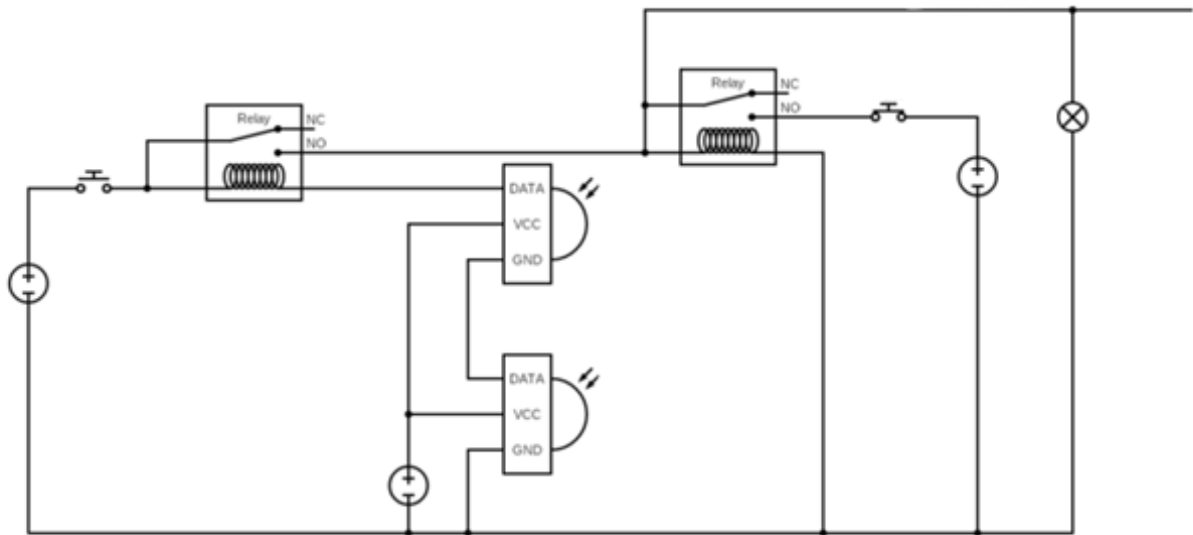 Relay
NC
NO
Relay
NC
NO
DATA
VCC
GND
DATA
VCC
GND